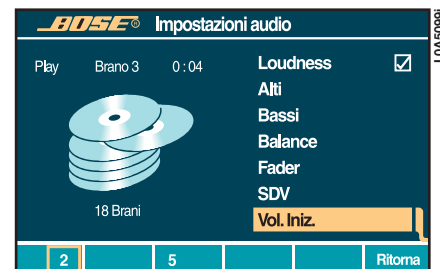 BOSE® Impostazioni audio
Play Brano 3 0:04
18 Brani
Loudness
Alti
Bassi
Balance
Fader
SDV
Vol. Iniz.
2 5 Ritorna
L0A5099i